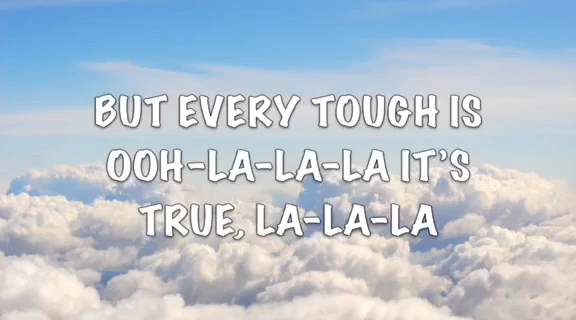 BUT EVERY TOUGH IS
OOH-LA-LA-LA IT'S
TRUE, LA-LA-LA